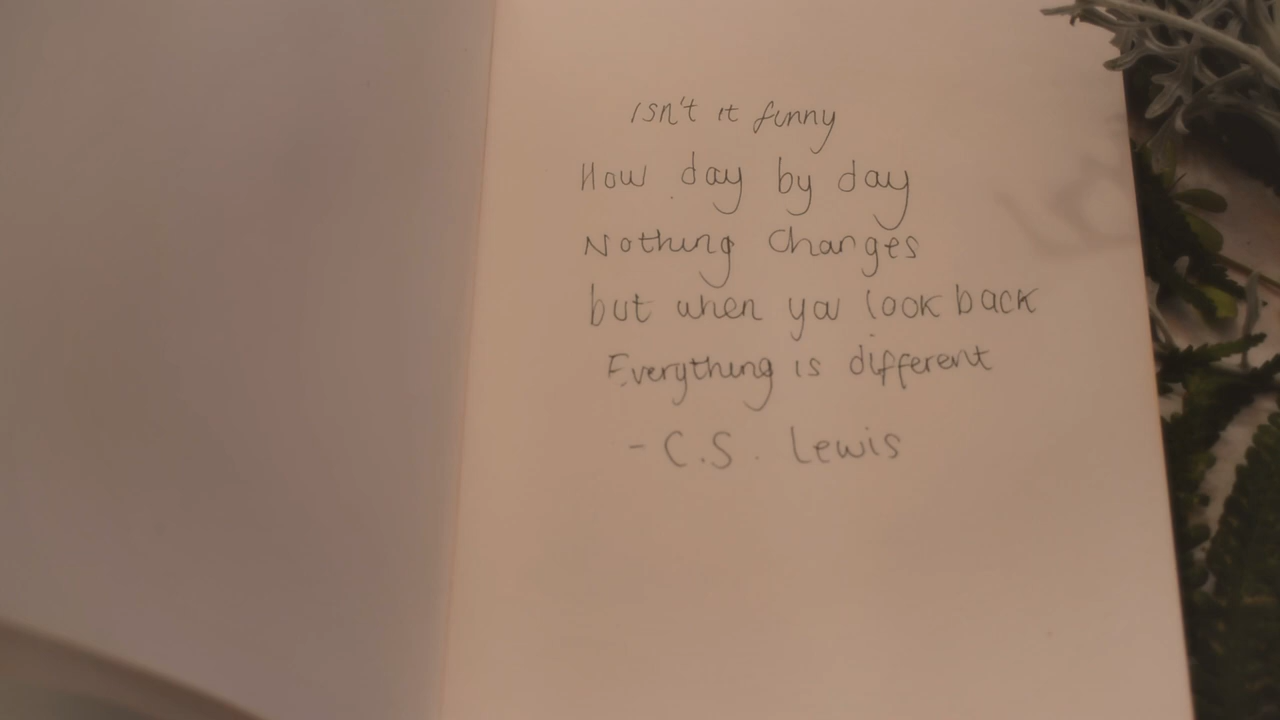 Isn't it funny
How day by day
Nothing Changes
but when you look back
Everything is different
- C.S. Lewis